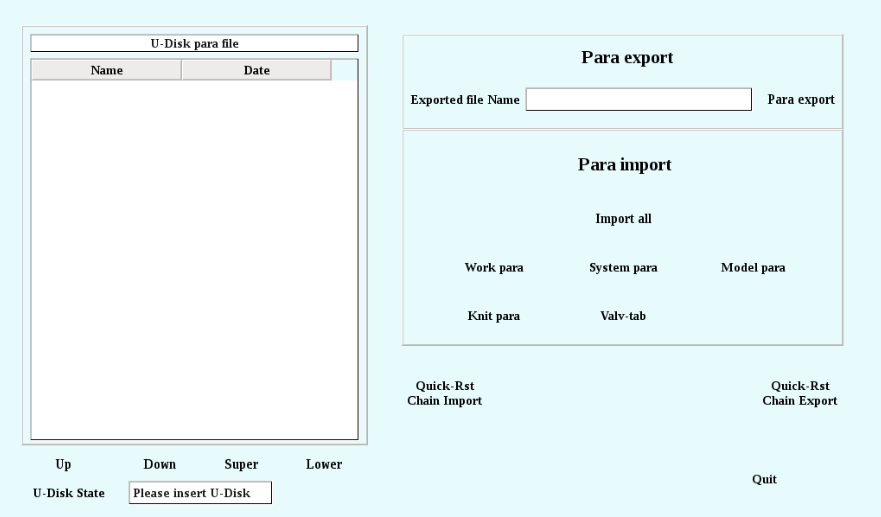 U-Disk para file
Name Date
Up Down Super Lower
U-Disk State Please insert U-Disk
Para export
Exported file Name Para export
Para import
Import all
Work para System para Model para
Knit para Valv-tab
Quick-Rst
Chain Import
Quick-Rst
Chain Export
Quit